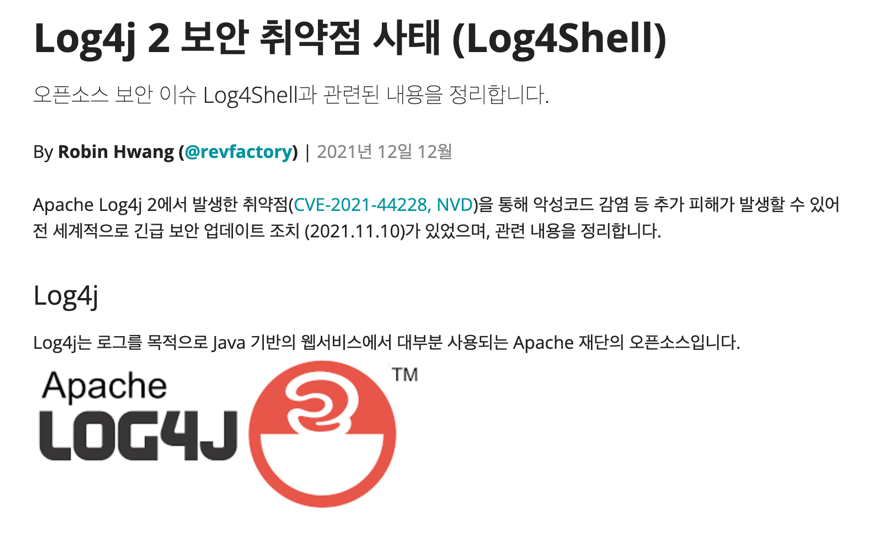 Log4j 2 보안 취약점 사태 (Log4Shell)
오픈소스 보안 이슈 Log4Shell과 관련된 내용을 정리합니다.
By Robin Hwang (@revfactory) | 2021년 12일 12월
Apache Log4j 2에서 발생한 취약점(CVE-2021-44228, NVD)을 통해 악성코드 감염 등 추가 피해가 발생할 수 있어
전 세계적으로 긴급 보안 업데이트 조치 (2021.11.10)가 있었으며, 관련 내용을 정리합니다.
Log4j
Log4j는 로그를 목적으로 Java 기반의 웹서비스에서 대부분 사용되는 Apache 재단의 오픈소스입니다.
Apache
LOG4J
TM